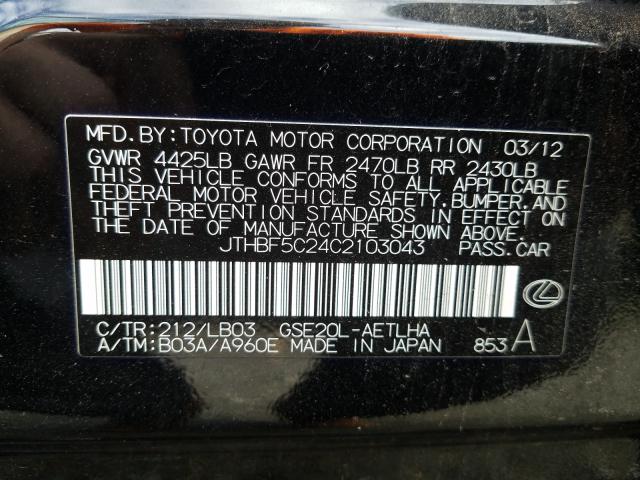 MFD.BY:TOYOTA MOTOR CORPORATION 03/12
GVWR 4425LB GAWR FR 2470LB RR 2430LB
THIS VEHICLE CONFORMS TO ALL APPLICABLE
FEDERAL MOTOR VEHICLE SAFETY,BUMPER,AND
THEFT PREVENTION STANDARDS IN EFFECT ON
THE DATE OF MANUFACTURE SHOWN ABOVE.
JTHBF5C24C2103043 PASS.CAR
C/TR:212/LB03 GSE20L-AETLHA
A/TM:B03A/A960E MADE IN JAPAN 853 A